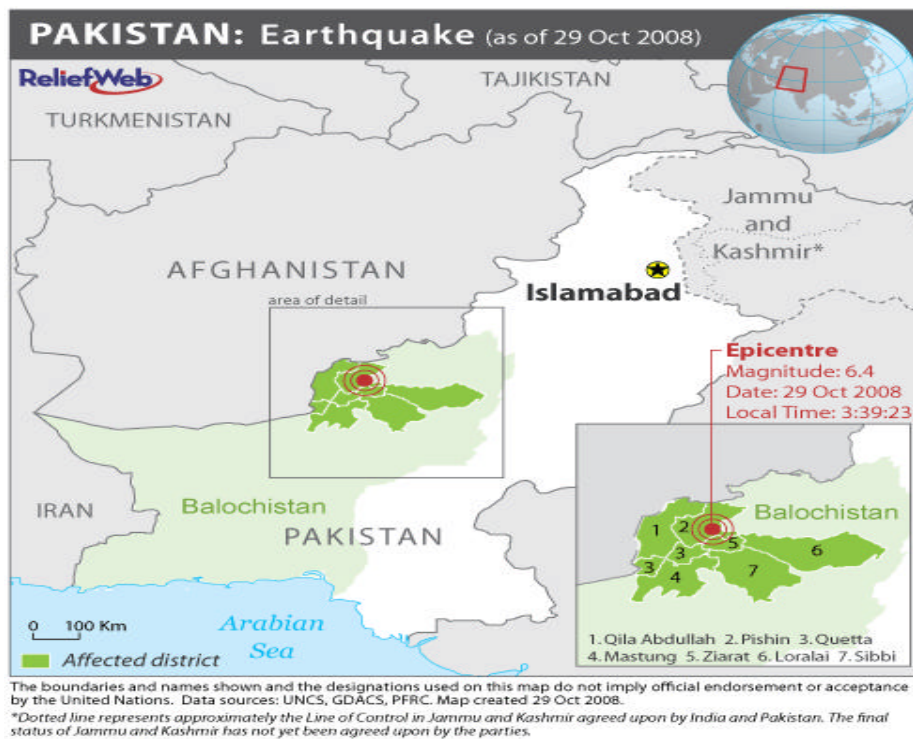 PAKISTAN: Earthquake (as of 29 Oct 2008)
ReliefWeb
TAJIKISTAN
TURKMENISTAN
Jammu
and
Kashmir*
AFGHANISTAN
Islamabad
area of detail
Epicentre
Magnitude: 6.4
Date: 29 Oct 2008
Local Time: 3:39:23
IRAN
Balochistan
PAKISTAN
Balochistan
1
2
3
5
6
3
4
7
0 100 Km
Arabian
Sea
Affected district
1. Qila Abdullah 2. Pishin 3. Quetta
4. Mastung 5. Ziarat 6. Loralai 7. Sibbi
The boundaries and names shown and the designations used on this map do not imply official endorsement or acceptance
by the United Nations. Data sources: UNCS, GDACS, PFRC. Map created 29 Oct 2008.
*Dotted line represents approximately the Line of Control in Jammu and Kashmir agreed upon by India and Pakistan. The final
status of Jammu and Kashmir has not yet been agreed upon by the parties.